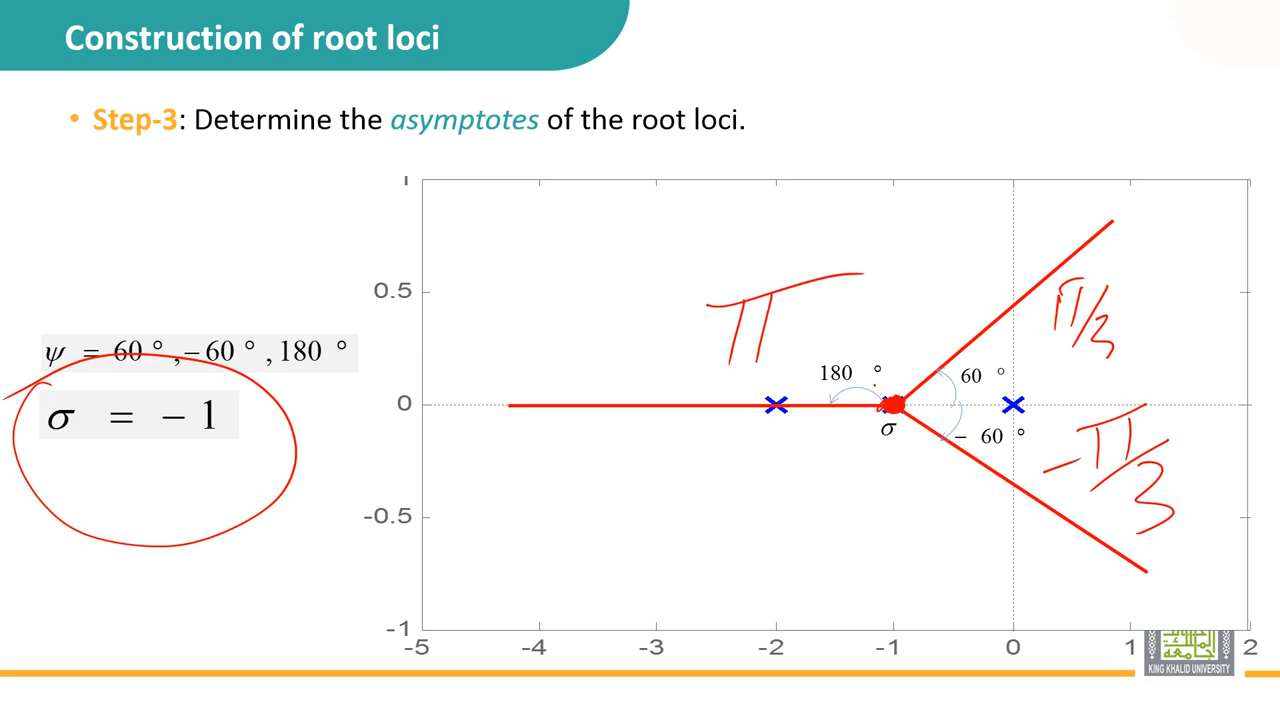 Construction of root loci
• Step-3: Determine the asymptotes of the root loci.
ψ = 60 ° , – 60 ° , 180 °
σ = – 1
1
0.5
0
-0.5
-1
-5 -4 -3 -2 -1 0 1 2
π
π/3
180 °
60 °
σ
– 60 °
-π/3
KING KHALID UNIVERSITY